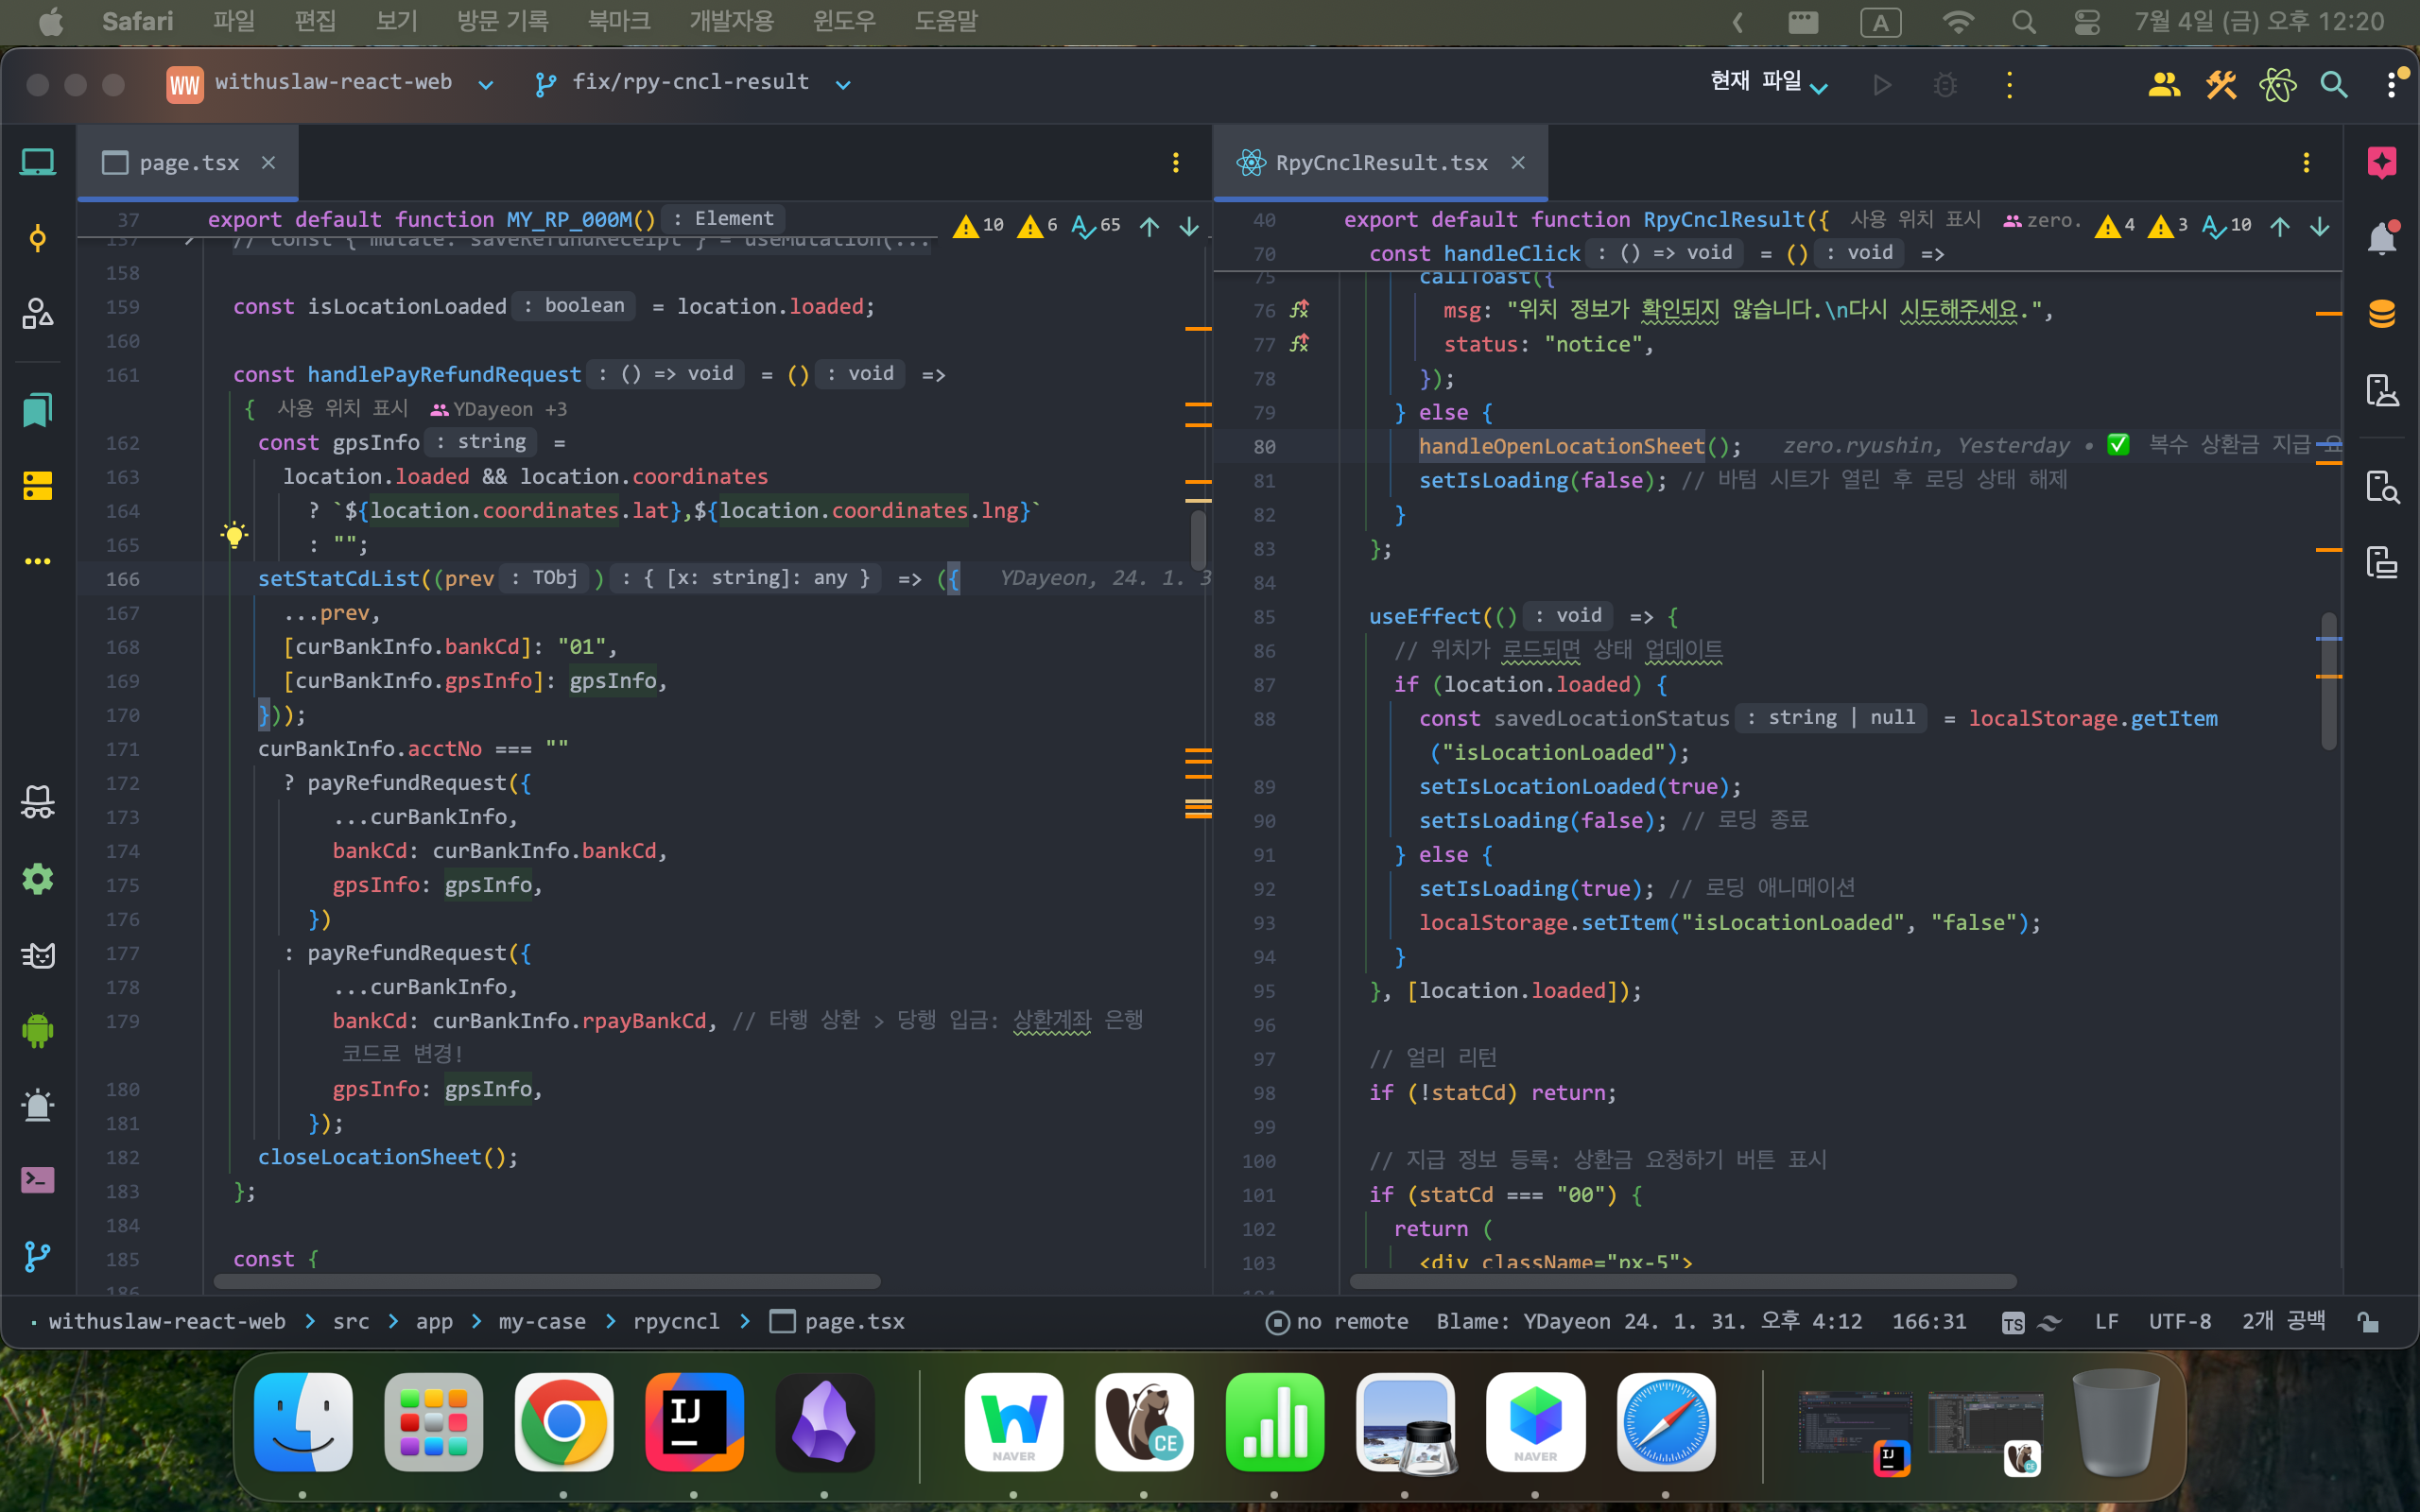 Safari 파일 편집 보기 방문 기록 북마크 개발자용 윈도우 도움말 A 7월 4일 (금) 오후 12:20
WW withuslaw-react-web fix/rpy-cncl-result 현재 파일
page.tsx
37 export default function MY_RP_000M() : Element 10 6 65
157 // const { mutate: saveRefundReceipt } = useMutation(...
158
159 const isLocationLoaded : boolean = location.loaded;
160
161 const handlePayRefundRequest : () => void = () : void =>
{ 사용 위치 표시 YDayeon +3
162 const gpsInfo : string =
163 location.loaded && location.coordinates
164 ? `${location.coordinates.lat},${location.coordinates.lng}`
165 : "";
166 setStatCdList((prev : TObj ) : { [x: string]: any } => ({ YDayeon, 24. 1. 3
167 ...prev,
168 [curBankInfo.bankCd]: "01",
169 [curBankInfo.gpsInfo]: gpsInfo,
170 }));
171 curBankInfo.acctNo === ""
172 ? payRefundRequest({
173 ...curBankInfo,
174 bankCd: curBankInfo.bankCd,
175 gpsInfo: gpsInfo,
176 })
177 : payRefundRequest({
178 ...curBankInfo,
179 bankCd: curBankInfo.rpayBankCd, // 타행 상환 > 당행 입금: 상환계좌 은행
코드로 변경!
180 gpsInfo: gpsInfo,
181 });
182 closeLocationSheet();
183 };
184
185 const {
186
RpyCnclResult.tsx
40 export default function RpyCnclResult({ 사용 위치 표시 zero. 4 3 10
70 const handleClick : () => void = () : void =>
75 callToast({
76 msg: "위치 정보가 확인되지 않습니다.\n다시 시도해주세요.",
77 status: "notice",
78 });
79 } else {
80 handleOpenLocationSheet(); zero.ryushin, Yesterday • ✅ 복수 상환금 지급 요
81 setIsLoading(false); // 바텀 시트가 열린 후 로딩 상태 해제
82 }
83 };
84
85 useEffect(() : void => {
86 // 위치가 로드되면 상태 업데이트
87 if (location.loaded) {
88 const savedLocationStatus : string | null = localStorage.getItem
("isLocationLoaded");
89 setIsLocationLoaded(true);
90 setIsLoading(false); // 로딩 종료
91 } else {
92 setIsLoading(true); // 로딩 애니메이션
93 localStorage.setItem("isLocationLoaded", "false");
94 }
95 }, [location.loaded]);
96
97 // 얼리 리턴
98 if (!statCd) return;
99
100 // 지급 정보 등록: 상환금 요청하기 버튼 표시
101 if (statCd === "00") {
102 return (
103 <div className="px-5">
withuslaw-react-web > src > app > my-case > rpycncl > page.tsx no remote Blame: YDayeon 24. 1. 31. 오후 4:12 166:31 TS LF UTF-8 2개 공백
IJ NAVER CE NAVER IJ